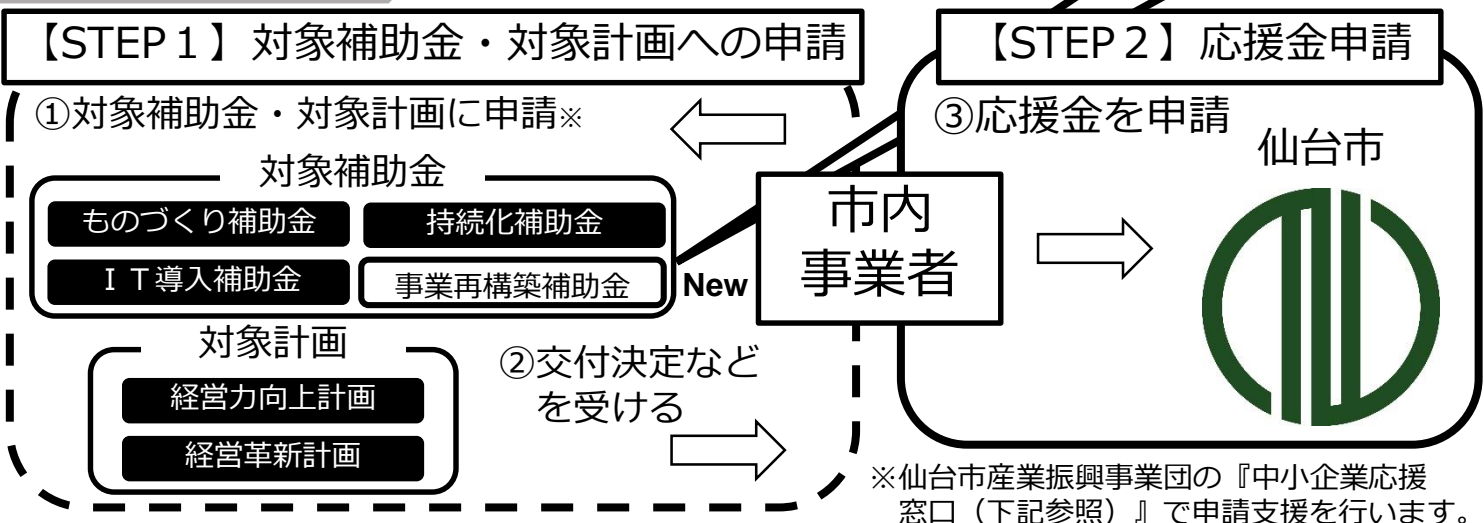 【STEP１】対象補助金・対象計画への申請
①対象補助金・対象計画に申請※
対象補助金
ものづくり補助金
持続化補助金
ＩＴ導入補助金
事業再構築補助金
New
対象計画
経営力向上計画
経営革新計画
②交付決定など
を受ける
市内
事業者
【STEP２】応援金申請
③応援金を申請
仙台市
※仙台市産業振興事業団の『中小企業応援
窓口（下記参照）』で申請支援を行います。